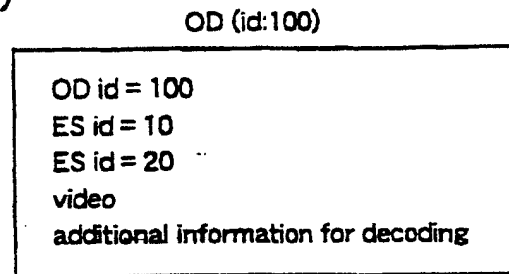 OD (id:100)
OD id = 100
ES id = 10
ES id = 20
video
additional information for decoding